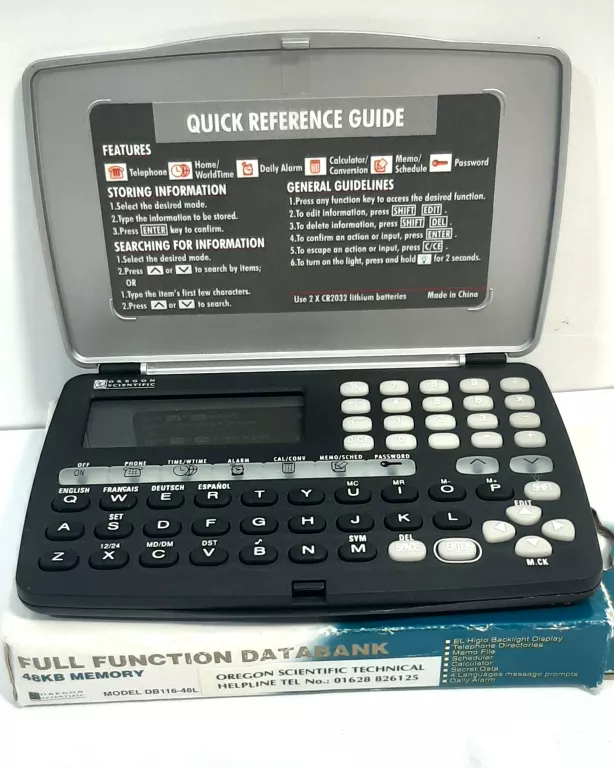 QUICK REFERENCE GUIDE
FEATURES
Telephone Home/WorldTime Daily Alarm Calculator/Conversion Memo/Schedule Password
STORING INFORMATION
1.Select the desired mode.
2.Type the information to be stored.
3.Press ENTER key to confirm.
SEARCHING FOR INFORMATION
1.Select the desired mode.
2.Press or to search by items;
OR
1.Type the item's first few characters.
2.Press or to search.
GENERAL GUIDELINES
1.Press any function key to access the desired function.
2.To edit information, press SHIFT EDIT .
3.To delete information, press SHIFT DEL .
4.To confirm an action or input, press ENTER .
5.To escape an action or input, press C/CE .
6.To turn on the light, press and hold for 2 seconds.
Use 2 X CR2032 lithium batteries Made in China
OREGON
SCIENTIFIC
OFF PHONE TIME/WTIME ALARM CAL/CONV MEMO/SCHED PASSWORD
ON
ENGLISH FRANÇAIS DEUTSCH ESPAÑOL MC MR M- M+
Q W E R T Y U I O P SHIFT
SET EDIT
A S D F G H J K L
12/24 MD/DM DST SYM DEL
Z X C V B N M SPACE ENTER
M.CK
FULL FUNCTION DATABANK
48KB MEMORY
OREGON
SCIENTIFIC
MODEL DB116-48L
OREGON SCIENTIFIC TECHNICAL
HELPLINE TEL No.: 01628 826125
EL Higlo Backlight Display
Telephone Directories
Memo File
Scheduler
Calculator
Secret Data
4 Languages message prompts
Daily Alarm